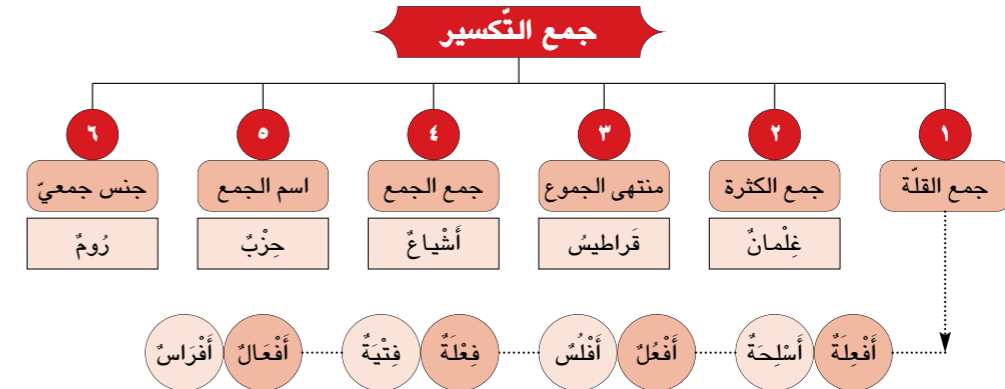 جمع التّكسير
١ ٢ ٣ ٤ ٥ ٦
جمع القلّة جمع الكثرة منتهى الجموع جمع الجمع اسم الجمع جنس جمعيّ
غِلْمانٌ قَراطيسُ أَشْياعٌ حِزْبٌ رُومٌ
أَفْعِلَةٌ أَسْلِحَةٌ أَفْعُلٌ أَفْلُسٌ فِعْلَةٌ فِتْيَةٌ أَفْعَالٌ أَفْرَاسٌ